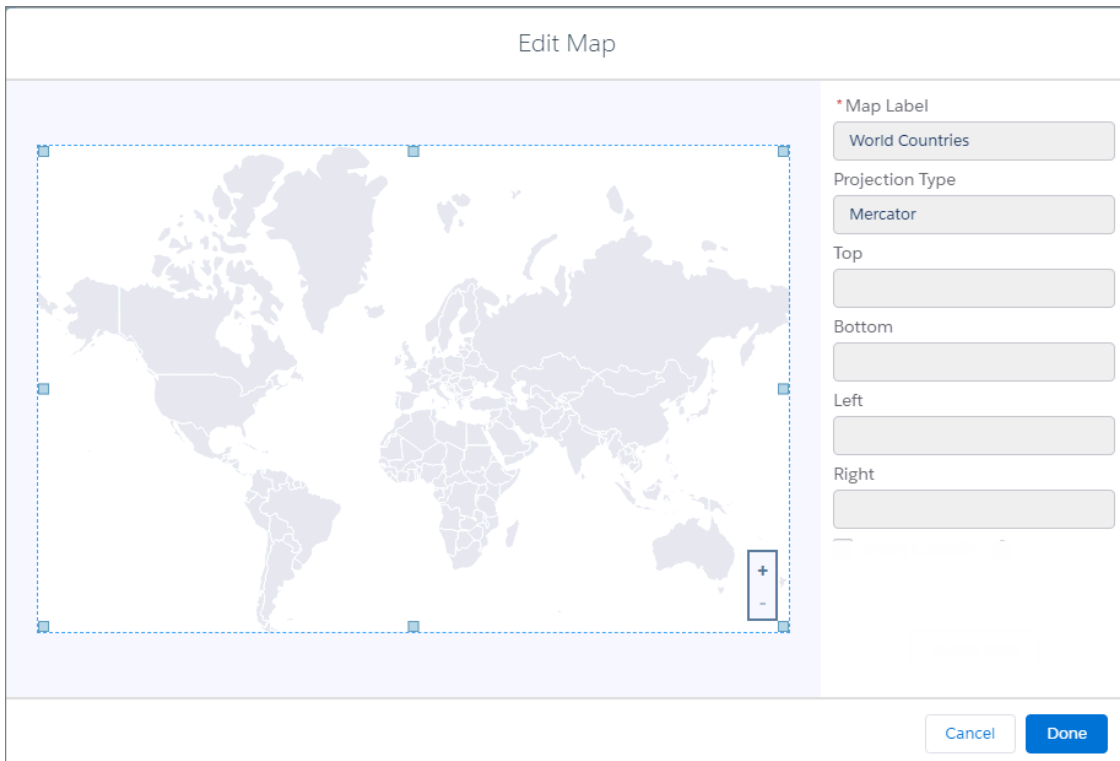 Edit Map
* Map Label
World Countries
Projection Type
Mercator
Top
Bottom
Left
Right
+
-
Cancel
Done